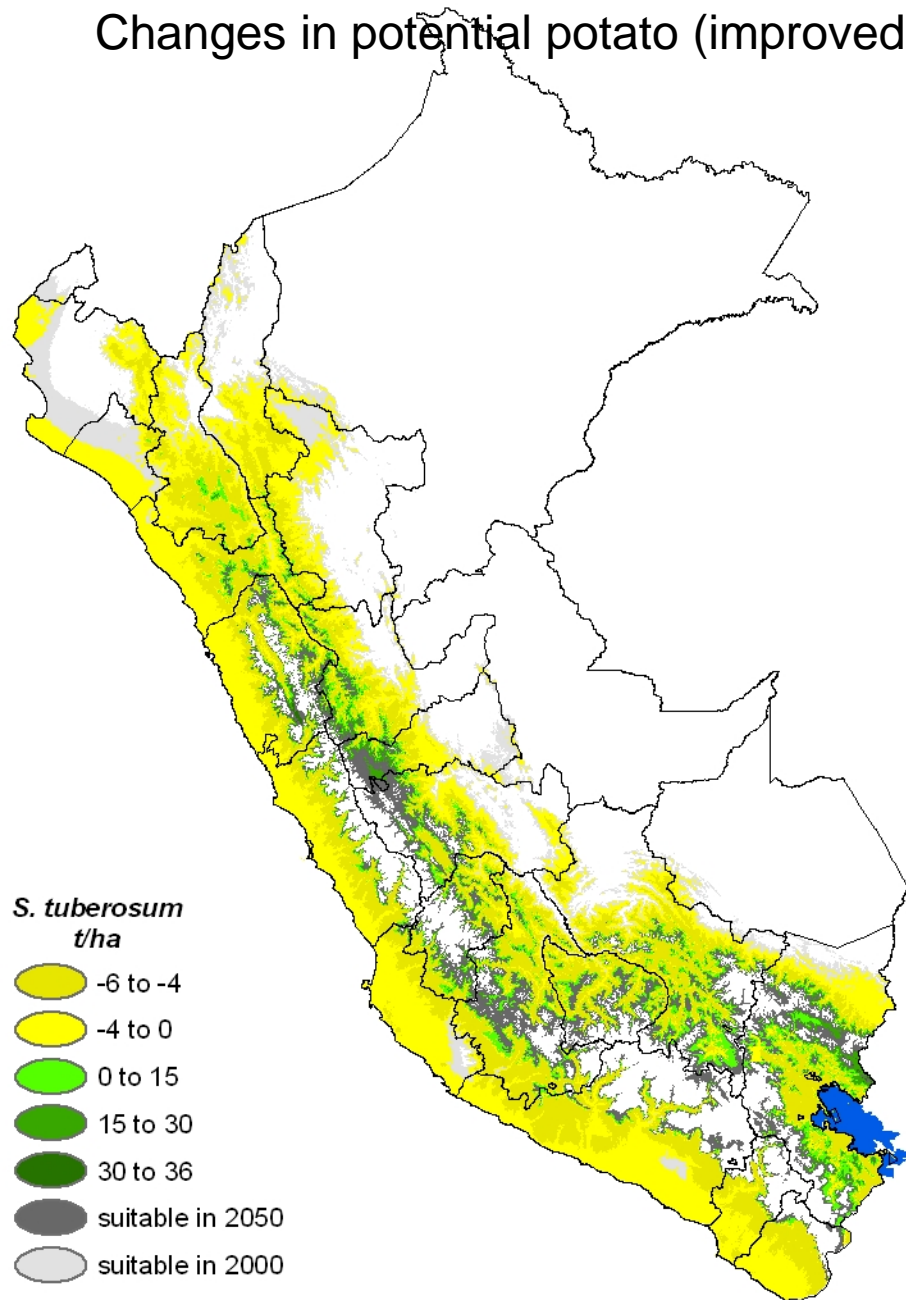 Changes in potential potato (improved
S. tuberosum
t/ha
-6 to -4
-4 to 0
0 to 15
15 to 30
30 to 36
suitable in 2050
suitable in 2000